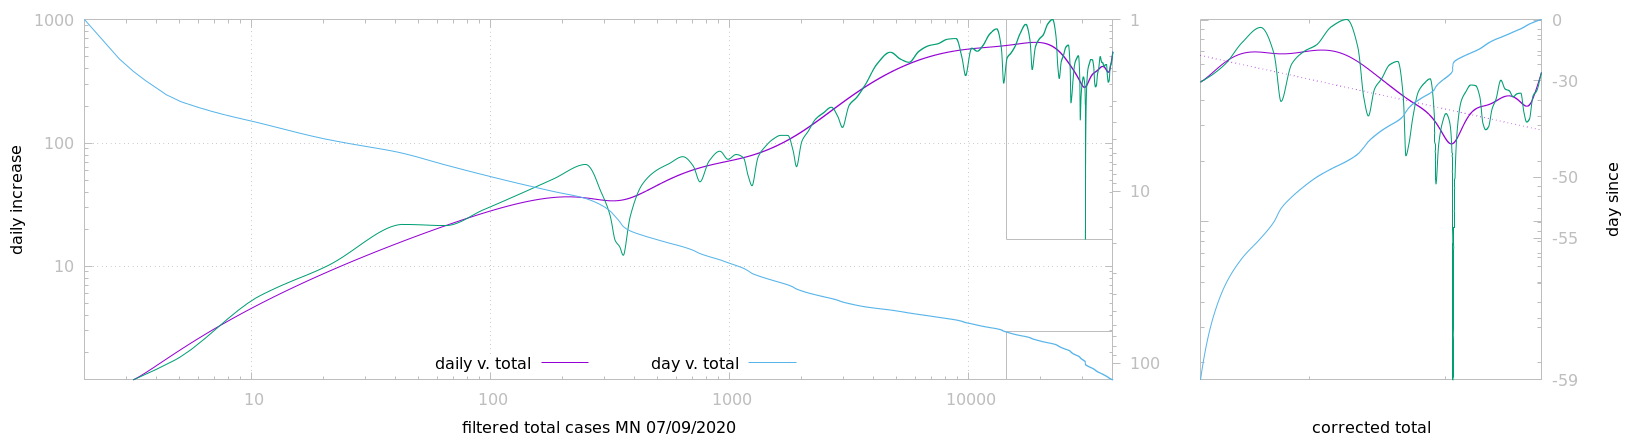 1000
100
10
daily increase
daily v. total
day v. total
10
100
1000
10000
filtered total cases MN 07/09/2020
1
10
100
0
-30
-50
-55
-59
day since
corrected total